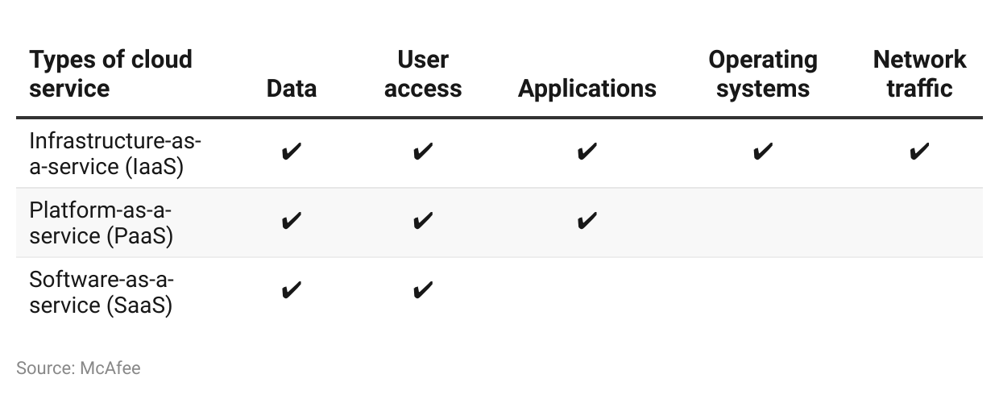 Types of cloud
service
Data
User
access
Applications
Operating
systems
Network
traffic
Infrastructure-as-
a-service (IaaS)
✔ ✔ ✔ ✔ ✔
Platform-as-a-
service (PaaS)
✔ ✔ ✔
Software-as-a-
service (SaaS)
✔ ✔
Source: McAfee